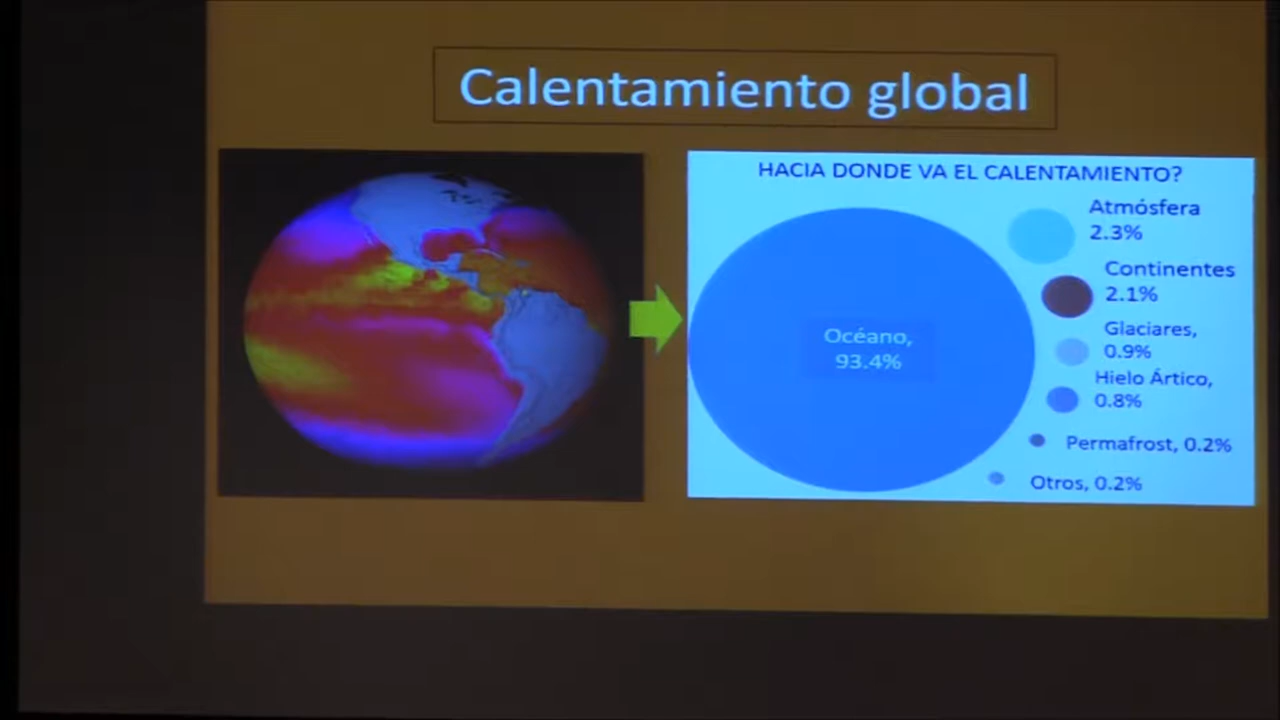 Calentamiento global
HACIA DONDE VA EL CALENTAMIENTO?
Atmósfera
2.3%
Continentes
2.1%
Océano,
93.4%
Glaciares,
0.9%
Hielo Ártico,
0.8%
Permafrost, 0.2%
Otros, 0.2%